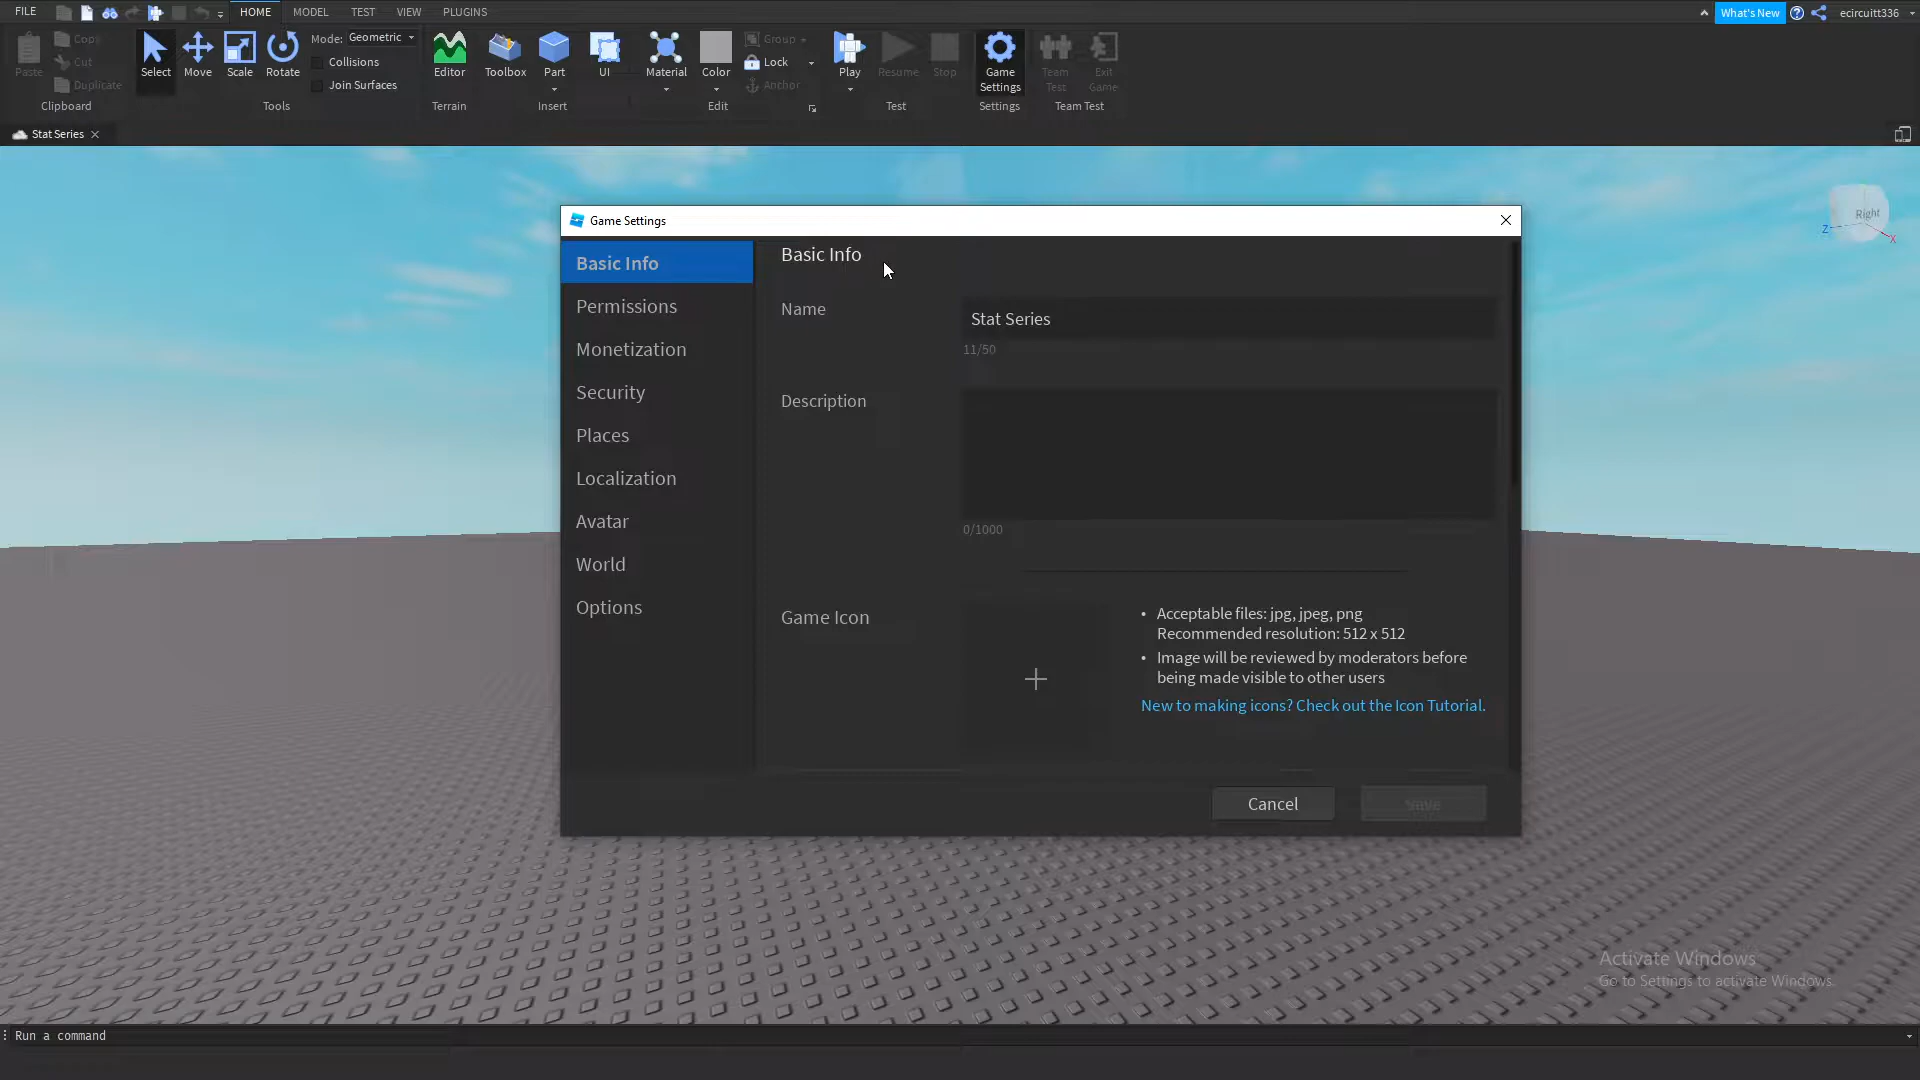 FILE HOME MODEL TEST VIEW PLUGINS What's New ecircuitt336
Paste Copy Cut Duplicate Clipboard
Select Move Scale Rotate Mode: Geometric Collisions Join Surfaces Tools
Editor Terrain
Toolbox Part UI Insert
Material Color Group Lock Anchor Edit
Play Resume Stop Test
Game Settings Settings
Team Test Exit Game Team Test
Stat Series
Right
Z
X
Game Settings
Basic Info
Permissions
Monetization
Security
Places
Localization
Avatar
World
Options
Basic Info
Name
Stat Series
11/50
Description
0/1000
Game Icon
• Acceptable files: jpg, jpeg, png
Recommended resolution: 512 x 512
• Image will be reviewed by moderators before
being made visible to other users
New to making icons? Check out the Icon Tutorial.
Cancel Save
Activate Windows
Go to Settings to activate Windows.
Run a command